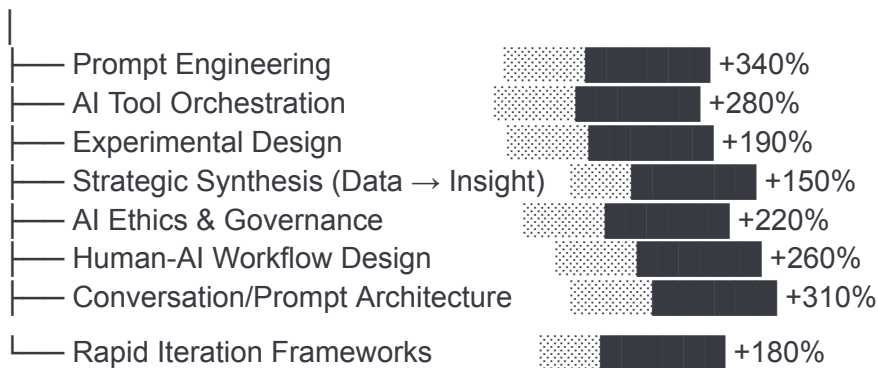 │
├── Prompt Engineering ░░░░████████ +340%
├── AI Tool Orchestration ░░░░████████ +280%
├── Experimental Design ░░░░████████ +190%
├── Strategic Synthesis (Data → Insight) ░░░████████ +150%
├── AI Ethics & Governance ░░░░████████ +220%
├── Human-AI Workflow Design ░░░░████████ +260%
├── Conversation/Prompt Architecture ░░░░████████ +310%
└── Rapid Iteration Frameworks ░░░████████ +180%